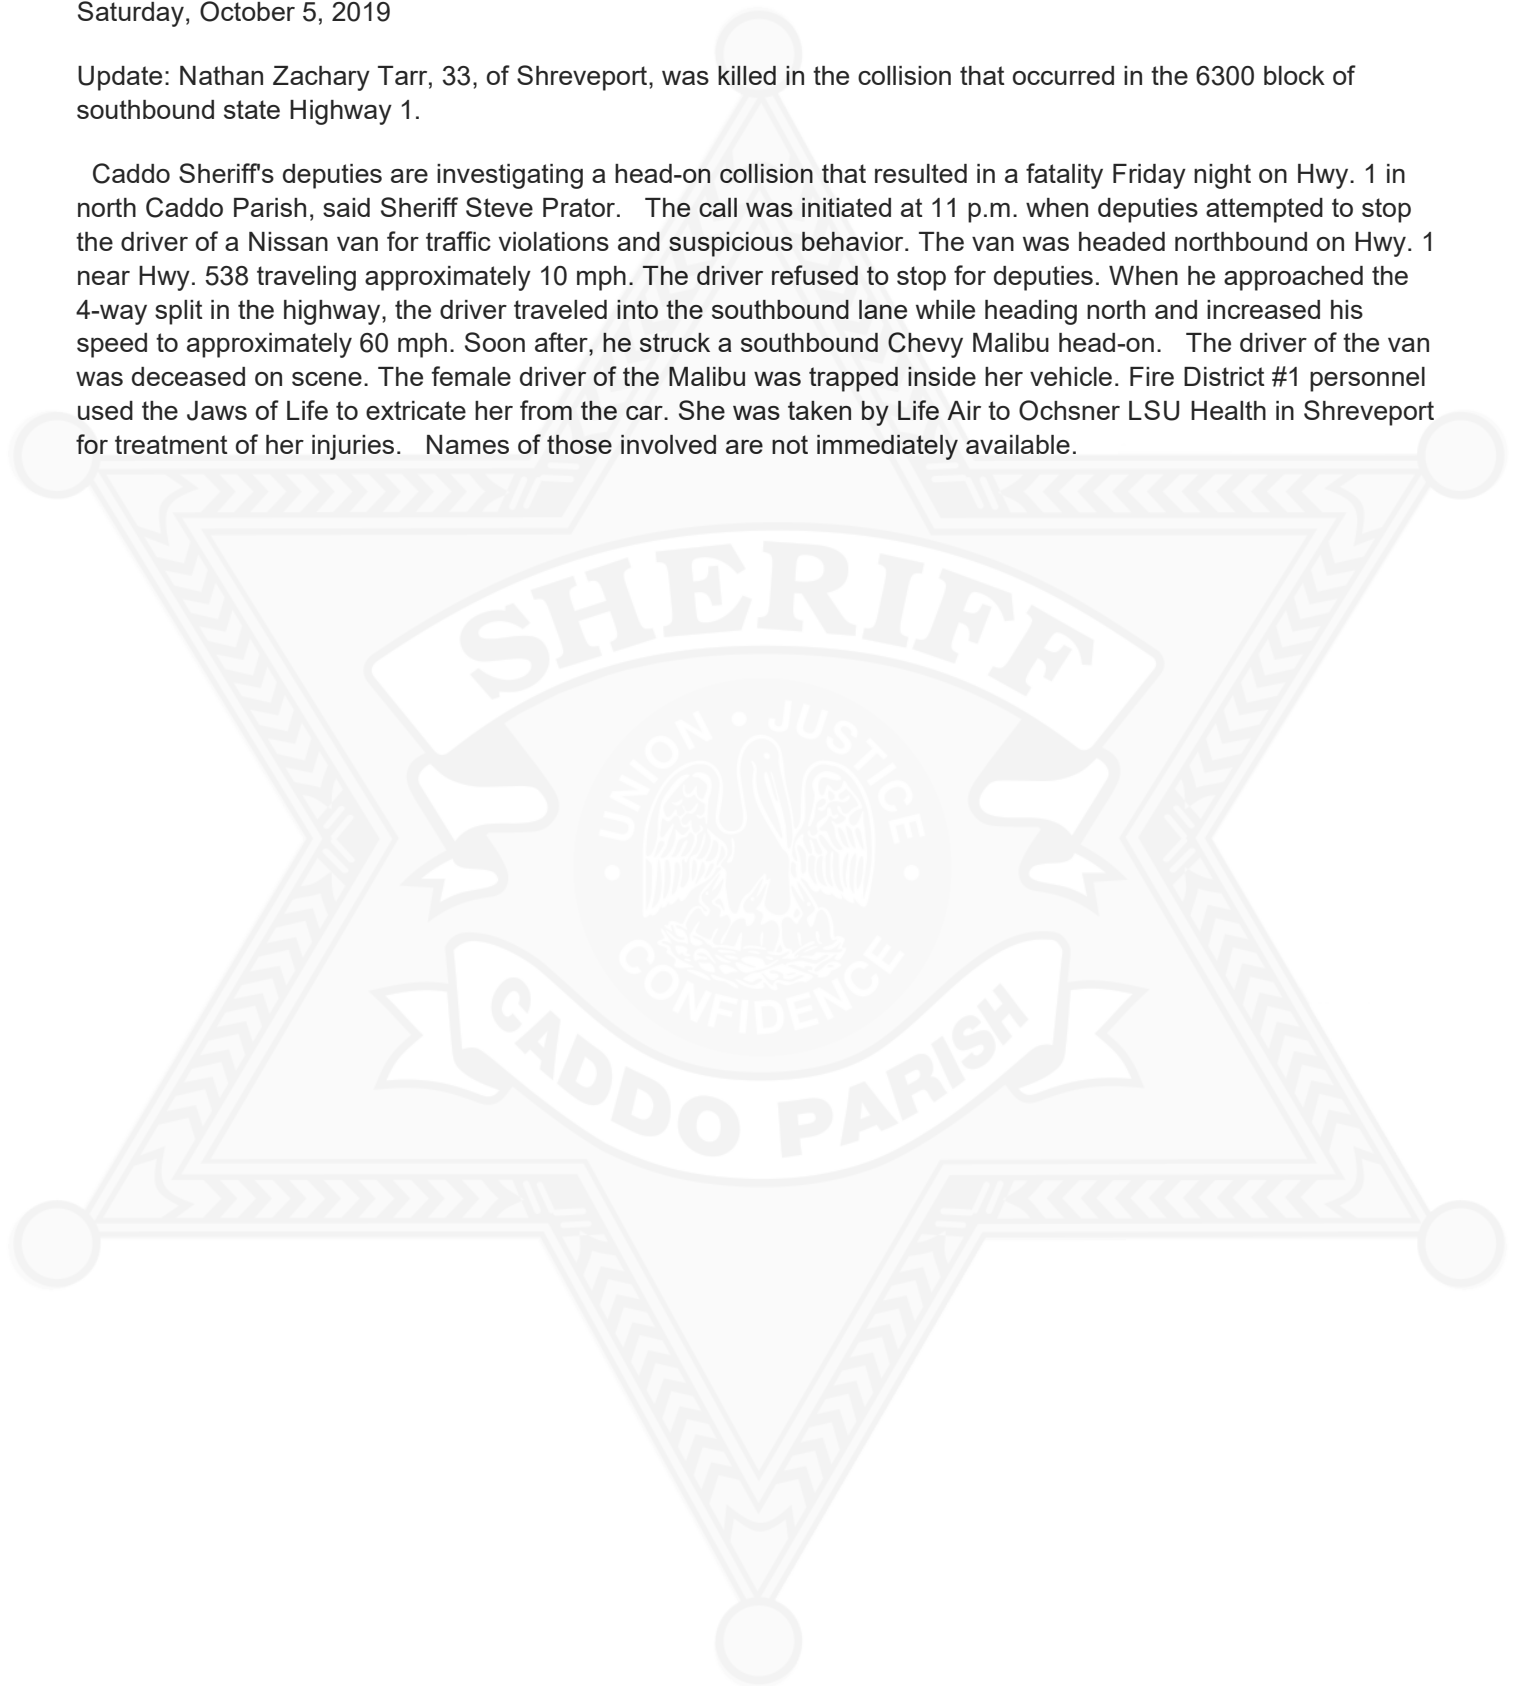 Saturday, October 5, 2019
Update: Nathan Zachary Tarr, 33, of Shreveport, was killed in the collision that occurred in the 6300 block of
southbound state Highway 1.
Caddo Sheriff's deputies are investigating a head-on collision that resulted in a fatality Friday night on Hwy. 1 in
north Caddo Parish, said Sheriff Steve Prator.   The call was initiated at 11 p.m. when deputies attempted to stop
the driver of a Nissan van for traffic violations and suspicious behavior. The van was headed northbound on Hwy. 1
near Hwy. 538 traveling approximately 10 mph. The driver refused to stop for deputies. When he approached the
4-way split in the highway, the driver traveled into the southbound lane while heading north and increased his
speed to approximately 60 mph. Soon after, he struck a southbound Chevy Malibu head-on.   The driver of the van
was deceased on scene. The female driver of the Malibu was trapped inside her vehicle. Fire District #1 personnel
used the Jaws of Life to extricate her from the car. She was taken by Life Air to Ochsner LSU Health in Shreveport
for treatment of her injuries.   Names of those involved are not immediately available.
SHERIFF
UNION • JUSTICE
• CONFIDENCE •
CADDO PARISH